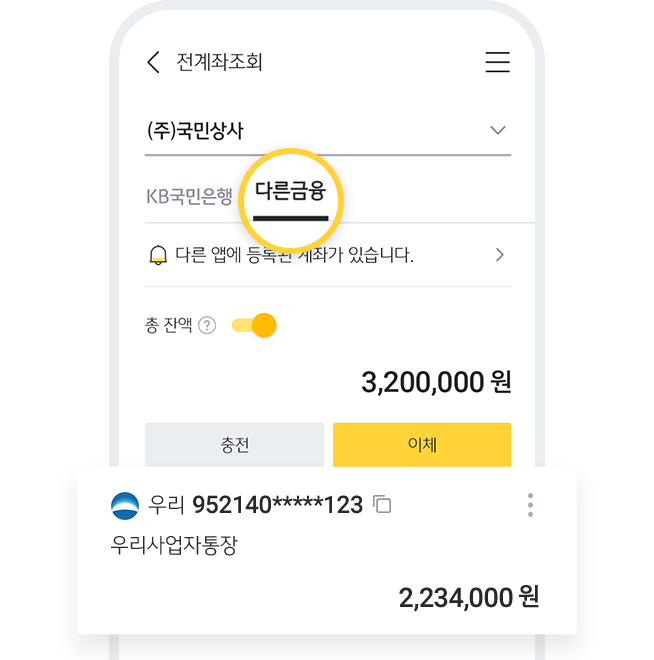 전계좌조회
(주)국민상사
KB국민은행 다른금융
다른 앱에 등록된 계좌가 있습니다.
총 잔액 ?
3,200,000 원
충전 이체
우리 952140*****123
우리사업자통장
2,234,000 원